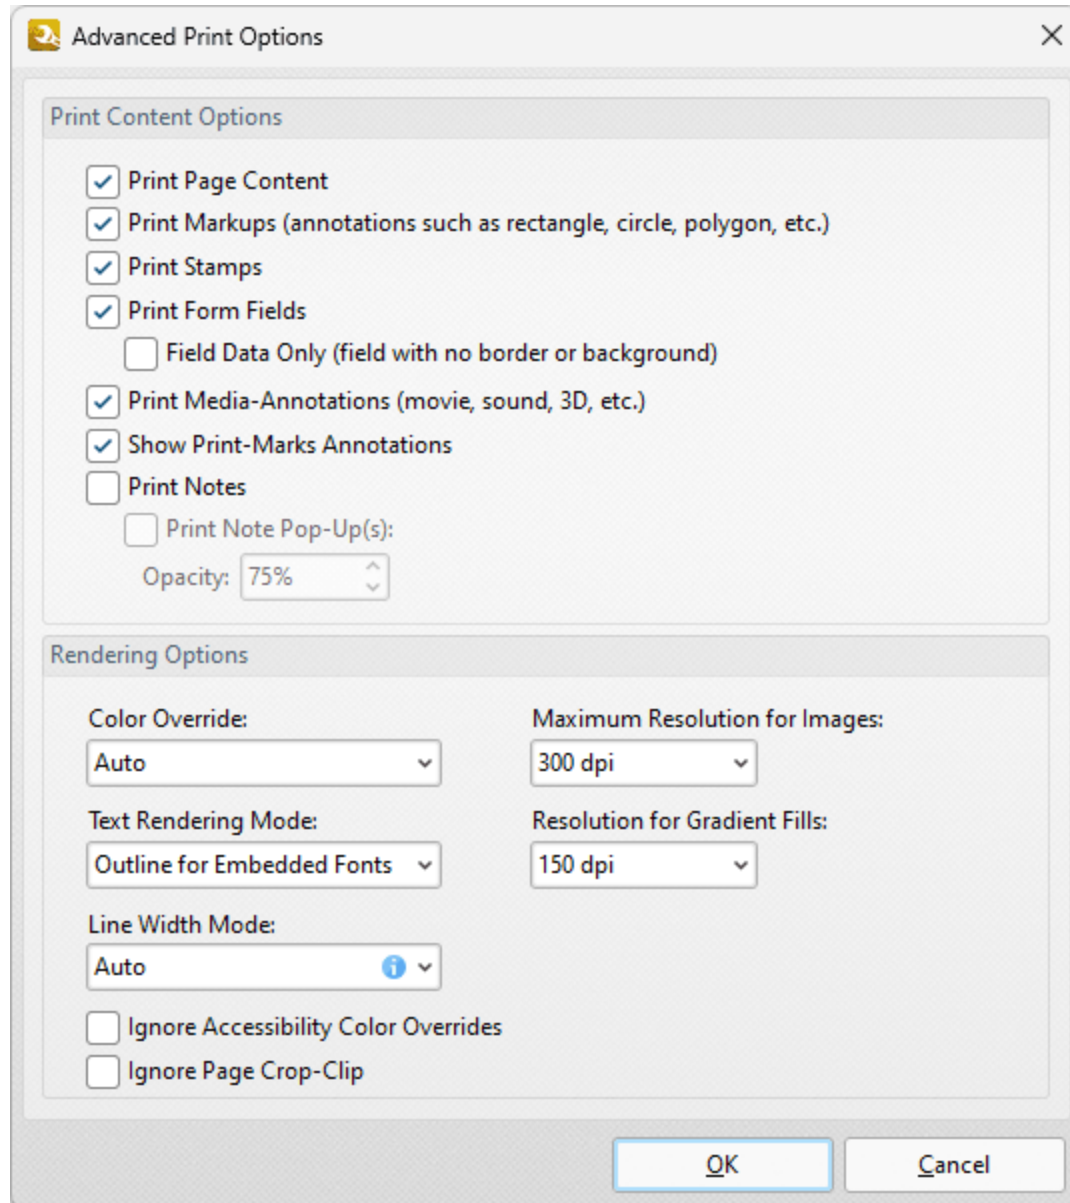 Advanced Print Options
Print Content Options
Print Page Content
Print Markups (annotations such as rectangle, circle, polygon, etc.)
Print Stamps
Print Form Fields
Field Data Only (field with no border or background)
Print Media-Annotations (movie, sound, 3D, etc.)
Show Print-Marks Annotations
Print Notes
Print Note Pop-Up(s):
Opacity: 75%
Rendering Options
Color Override:
Auto
Maximum Resolution for Images:
300 dpi
Text Rendering Mode:
Outline for Embedded Fonts
Resolution for Gradient Fills:
150 dpi
Line Width Mode:
Auto
Ignore Accessibility Color Overrides
Ignore Page Crop-Clip
OK
Cancel